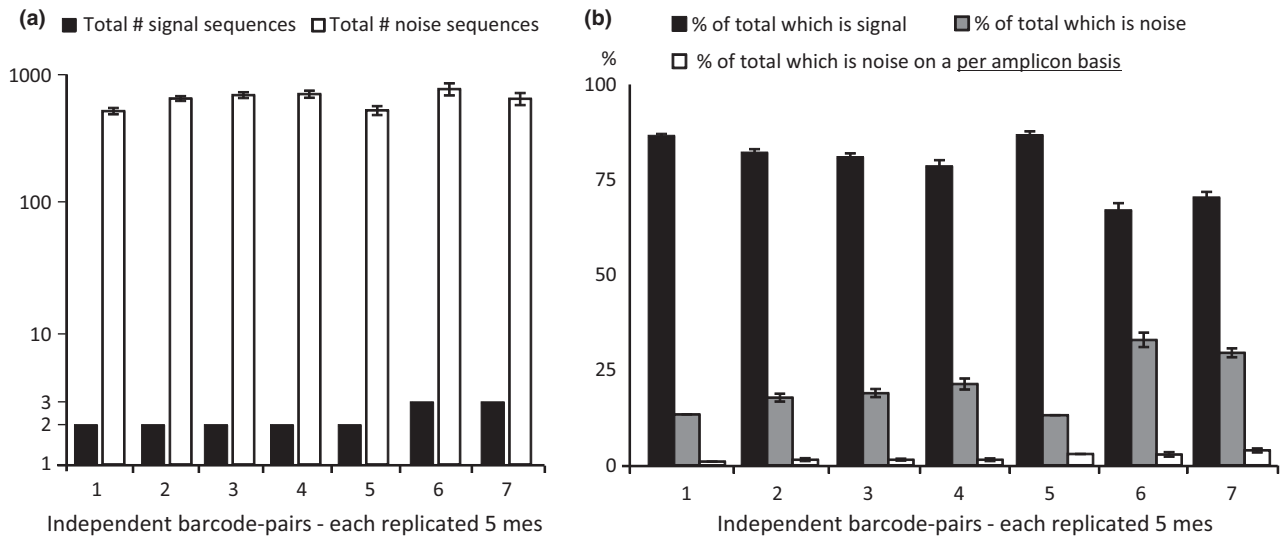 (a) Total # signal sequences Total # noise sequences
1000
100
10
3
2
1
1 2 3 4 5 6 7
Independent barcode-pairs - each replicated 5 mes
(b) % of total which is signal % of total which is noise
% of total which is noise on a per amplicon basis
%
100
75
50
25
0
1 2 3 4 5 6 7
Independent barcode-pairs - each replicated 5 mes